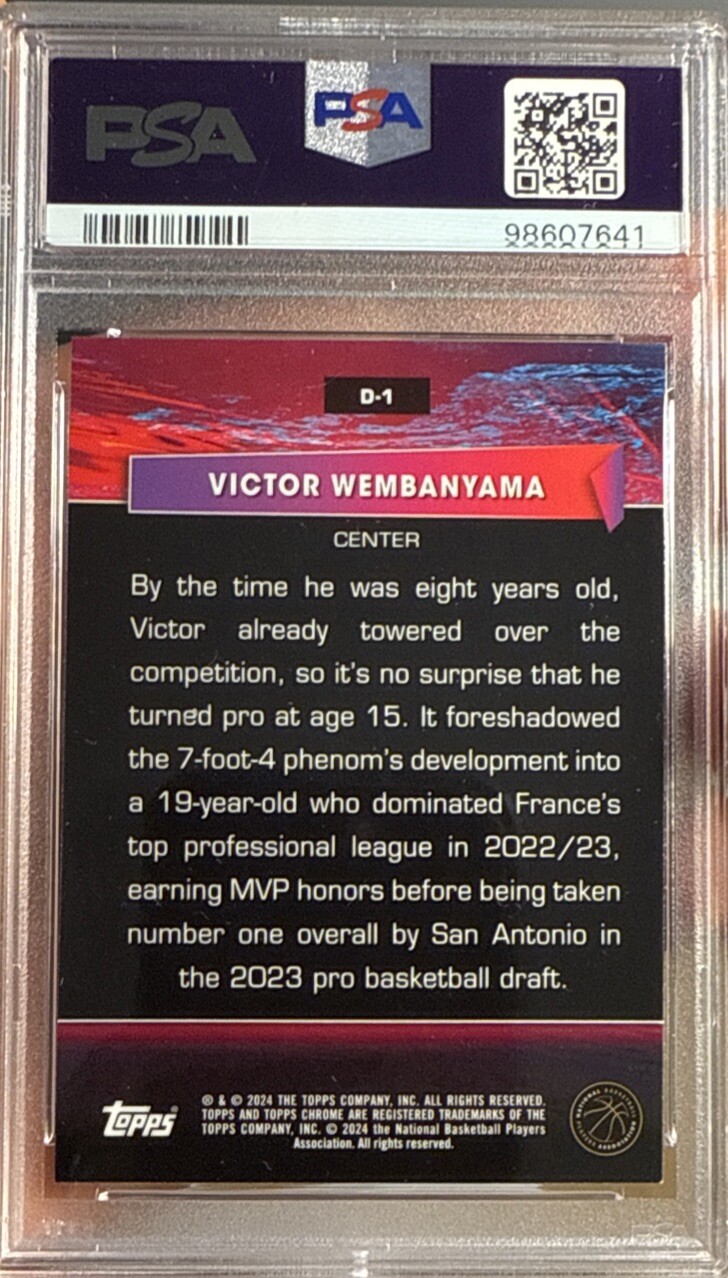 PSA
PSA
98607641
D-1
VICTOR WEMBANYAMA
CENTER
By the time he was eight years old,
Victor already towered over the
competition, so it's no surprise that he
turned pro at age 15. It foreshadowed
the 7-foot-4 phenom's development into
a 19-year-old who dominated France's
top professional league in 2022/23,
earning MVP honors before being taken
number one overall by San Antonio in
the 2023 pro basketball draft.
topps
® & © 2024 THE TOPPS COMPANY, INC. ALL RIGHTS RESERVED.
TOPPS AND TOPPS CHROME ARE REGISTERED TRADEMARKS OF THE
TOPPS COMPANY, INC. © 2024 the National Basketball Players
Association. All rights reserved.
NATIONAL BASKETBALL
PLAYERS ASSOCIATION